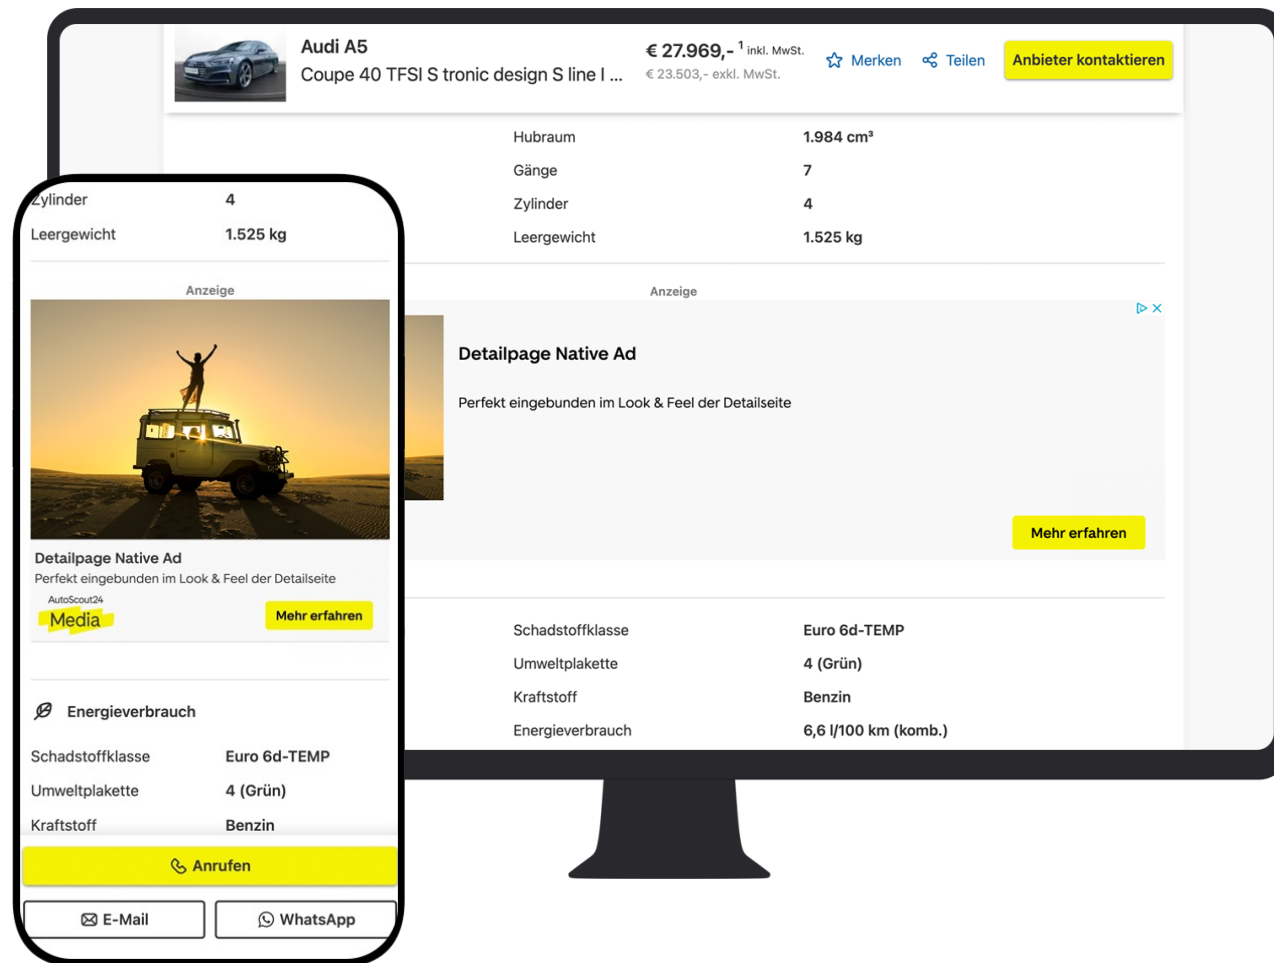 Audi A5
Coupe 40 TFSI S tronic design S line I ...
€ 27.969,- 1 inkl. MwSt.
€ 23.503,- exkl. MwSt.
Merken
Teilen
Anbieter kontaktieren
Hubraum 1.984 cm³
Gänge 7
Zylinder 4
Leergewicht 1.525 kg
Anzeige
Detailpage Native Ad
Perfekt eingebunden im Look & Feel der Detailseite
Mehr erfahren
Schadstoffklasse Euro 6d-TEMP
Umweltplakette 4 (Grün)
Kraftstoff Benzin
Energieverbrauch 6,6 l/100 km (komb.)
Zylinder 4
Leergewicht 1.525 kg
Anzeige
Detailpage Native Ad
Perfekt eingebunden im Look & Feel der Detailseite
AutoScout24
Media
Mehr erfahren
Energieverbrauch
Schadstoffklasse Euro 6d-TEMP
Umweltplakette 4 (Grün)
Kraftstoff Benzin
Anrufen
E-Mail
WhatsApp